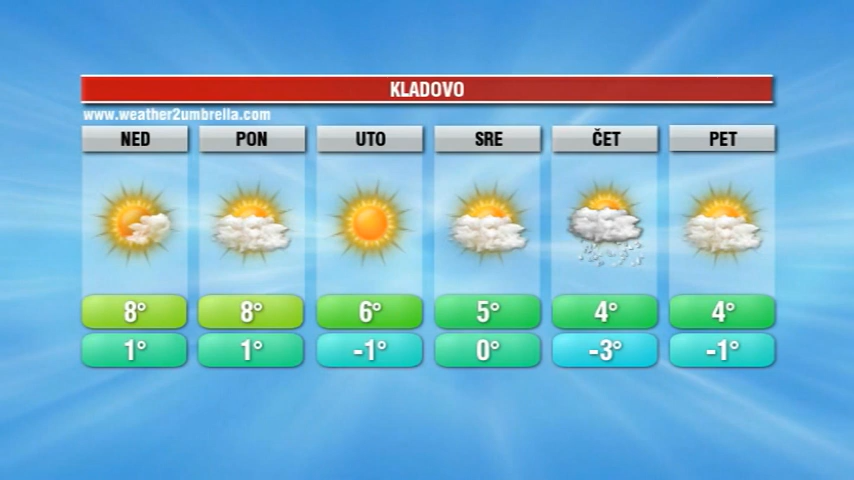 KLADOVO
www.weather2umbrella.com
NED PON UTO SRE ČET PET
8° 8° 6° 5° 4° 4°
1° 1° -1° 0° -3° -1°